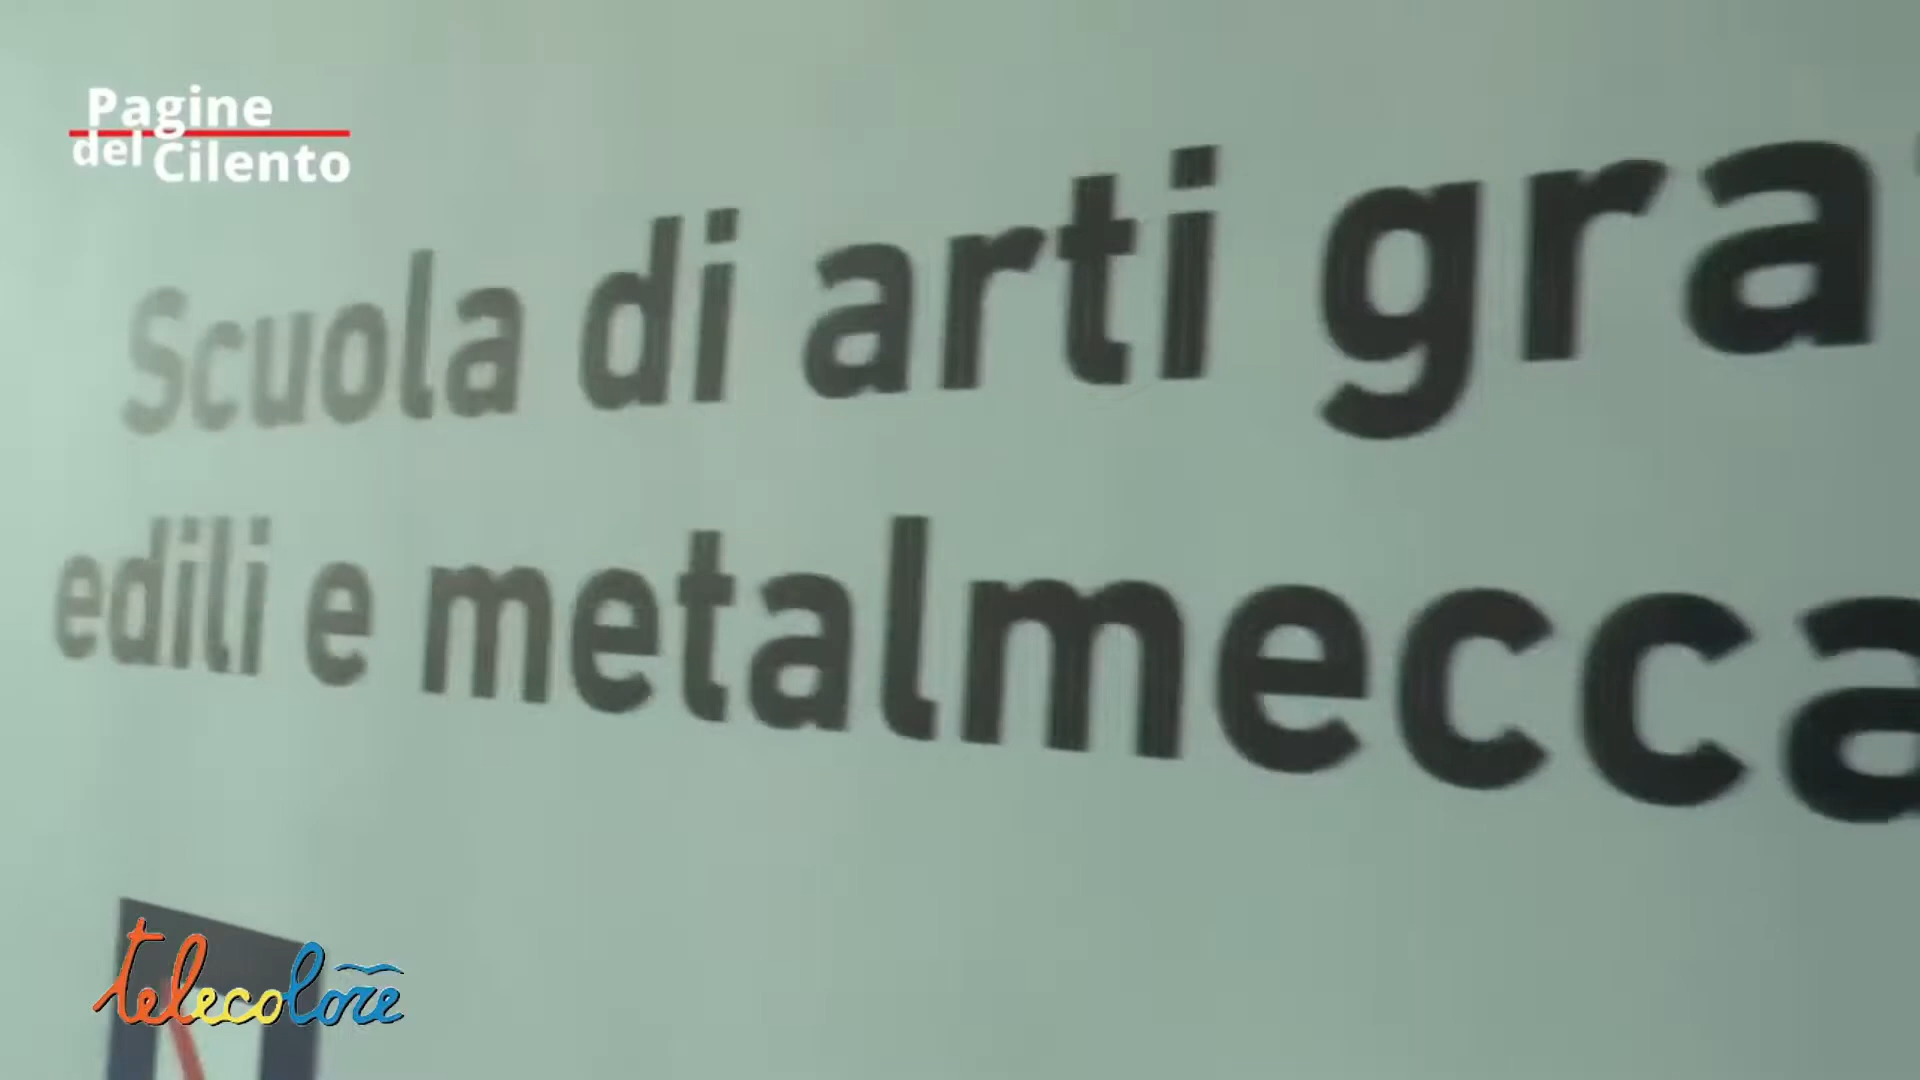 Pagine
del Cilento
Scuola di arti gra
edili e metalmecca
telecolore